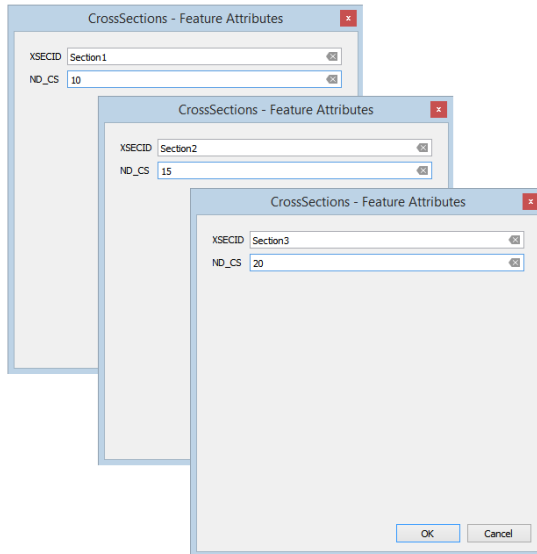 CrossSections - Feature Attributes
x
XSECID Section1
ND_CS 10
CrossSections - Feature Attributes
x
XSECID Section2
ND_CS 15
CrossSections - Feature Attributes
x
XSECID Section3
ND_CS 20
OK Cancel